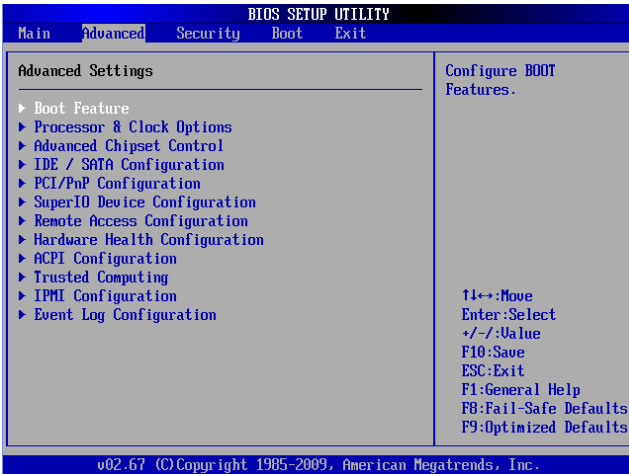 BIOS SETUP UTILITY
Main Advanced Security Boot Exit
Advanced Settings
▶ Boot Feature
▶ Processor & Clock Options
▶ Advanced Chipset Control
▶ IDE / SATA Configuration
▶ PCI/PnP Configuration
▶ SuperIO Device Configuration
▶ Remote Access Configuration
▶ Hardware Health Configuration
▶ ACPI Configuration
▶ Trusted Computing
▶ IPMI Configuration
▶ Event Log Configuration
Configure BOOT
Features.
↑↓↔:Move
Enter:Select
+/-/:Value
F10:Save
ESC:Exit
F1:General Help
F8:Fail-Safe Defaults
F9:Optimized Defaults
v02.67 (C)Copyright 1985-2009, American Megatrends, Inc.